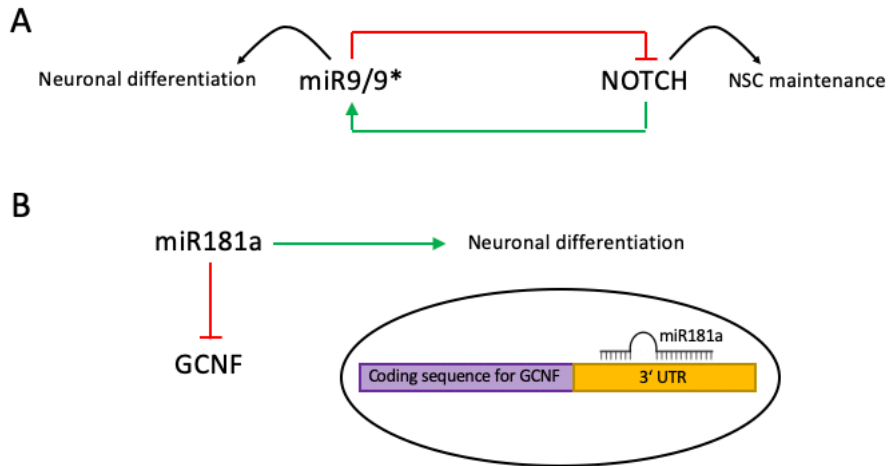 A
Neuronal differentiation miR9/9* NOTCH NSC maintenance
B
miR181a Neuronal differentiation
miR181a
GCNF
Coding sequence for GCNF 3‘ UTR